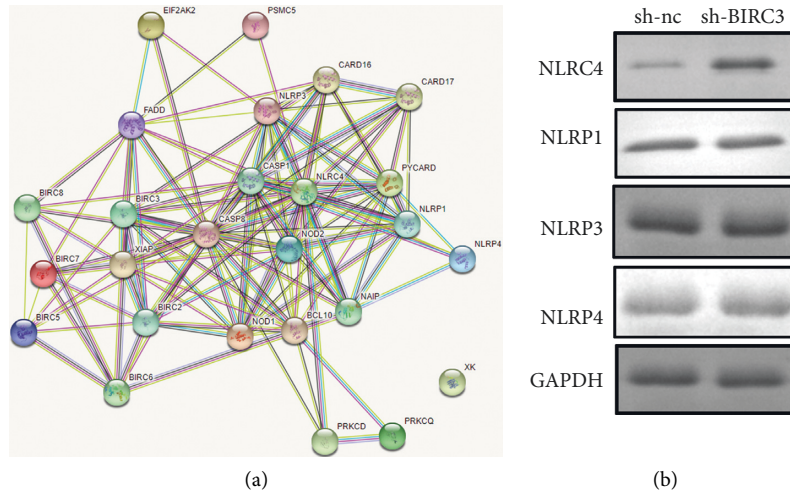 EIF2AK2
PSMC5
CARD16
CARD17
NLRP3
FADD
CASP1
NLRC4
PYCARD
BIRC8
BIRC3
NLRP1
CASP8
NOD2
NLRP4
XIAP
BIRC7
BIRC2
NAIP
BIRC5
NOD1
BCL10
BIRC6
XK
PRKCD
PRKCQ
(a)
sh-nc sh-BIRC3
NLRC4
NLRP1
NLRP3
NLRP4
GAPDH
(b)